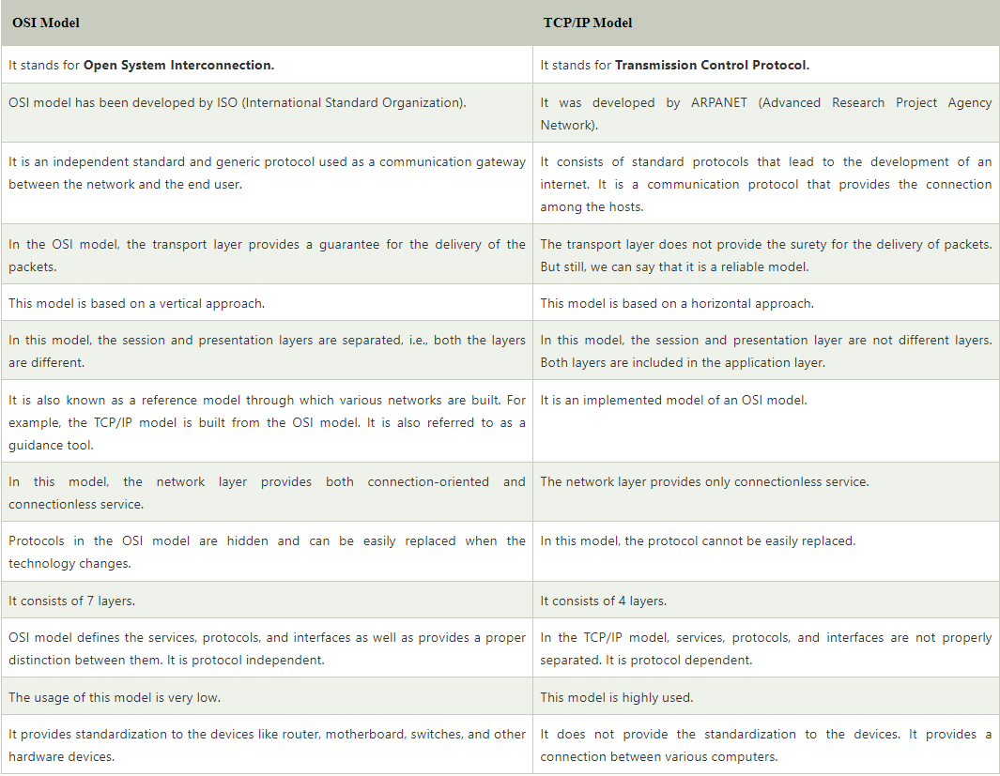 OSI Model
TCP/IP Model
It stands for Open System Interconnection.
It stands for Transmission Control Protocol.
OSI model has been developed by ISO (International Standard Organization).
It was developed by ARPANET (Advanced Research Project Agency
Network).
It is an independent standard and generic protocol used as a communication gateway
between the network and the end user.
It consists of standard protocols that lead to the development of an
internet. It is a communication protocol that provides the connection
among the hosts.
In the OSI model, the transport layer provides a guarantee for the delivery of the
packets.
The transport layer does not provide the surety for the delivery of packets.
But still, we can say that it is a reliable model.
This model is based on a vertical approach.
This model is based on a horizontal approach.
In this model, the session and presentation layers are separated, i.e., both the layers
are different.
In this model, the session and presentation layer are not different layers.
Both layers are included in the application layer.
It is also known as a reference model through which various networks are built. For
example, the TCP/IP model is built from the OSI model. It is also referred to as a
guidance tool.
It is an implemented model of an OSI model.
In this model, the network layer provides both connection-oriented and
connectionless service.
The network layer provides only connectionless service.
Protocols in the OSI model are hidden and can be easily replaced when the
technology changes.
In this model, the protocol cannot be easily replaced.
It consists of 7 layers.
It consists of 4 layers.
OSI model defines the services, protocols, and interfaces as well as provides a proper
distinction between them. It is protocol independent.
In the TCP/IP model, services, protocols, and interfaces are not properly
separated. It is protocol dependent.
The usage of this model is very low.
This model is highly used.
It provides standardization to the devices like router, motherboard, switches, and other
hardware devices.
It does not provide the standardization to the devices. It provides a
connection between various computers.